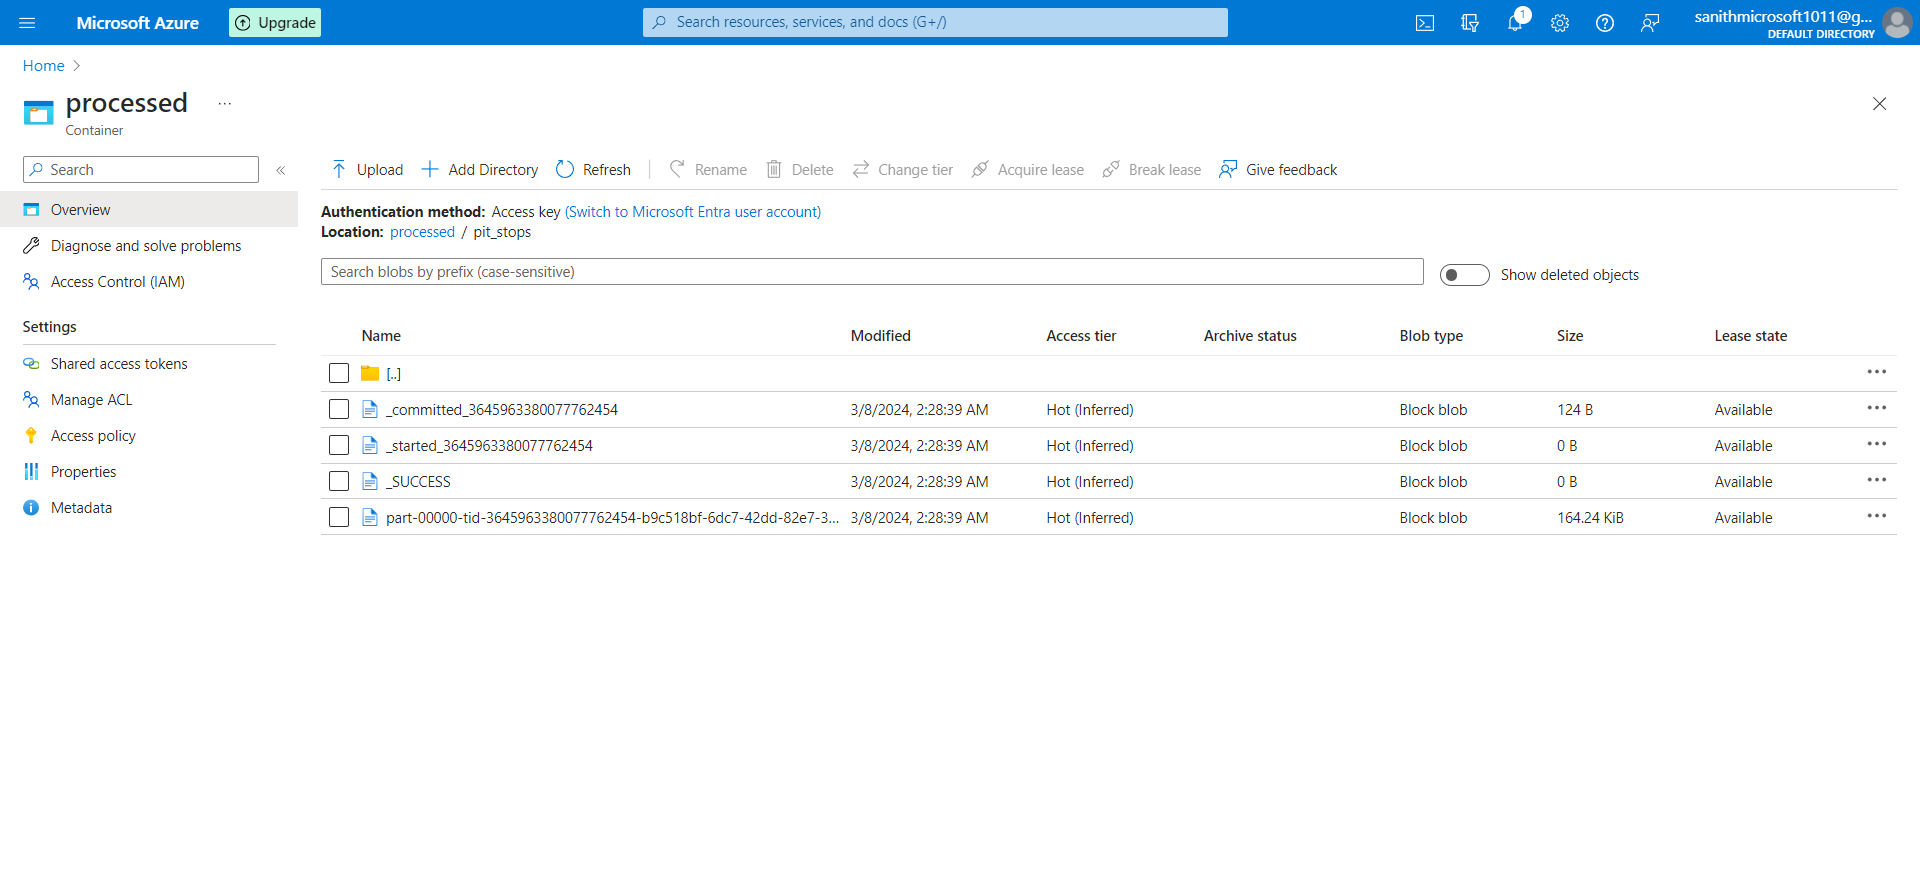 Microsoft Azure
Upgrade
Search resources, services, and docs (G+/)
1
sanithmicrosoft1011@g...
DEFAULT DIRECTORY
Home
processed
...
Container
Search
«
Upload
Add Directory
Refresh
Rename
Delete
Change tier
Acquire lease
Break lease
Give feedback
Overview
Diagnose and solve problems
Access Control (IAM)
Settings
Shared access tokens
Manage ACL
Access policy
Properties
Metadata
Authentication method: Access key (Switch to Microsoft Entra user account)
Location: processed / pit_stops
Search blobs by prefix (case-sensitive)
Show deleted objects
Name Modified Access tier Archive status Blob type Size Lease state
[..]
_committed_3645963380077762454 3/8/2024, 2:28:39 AM Hot (Inferred) Block blob 124 B Available
_started_3645963380077762454 3/8/2024, 2:28:39 AM Hot (Inferred) Block blob 0 B Available
_SUCCESS 3/8/2024, 2:28:39 AM Hot (Inferred) Block blob 0 B Available
part-00000-tid-3645963380077762454-b9c518bf-6dc7-42dd-82e7-3... 3/8/2024, 2:28:39 AM Hot (Inferred) Block blob 164.24 KiB Available